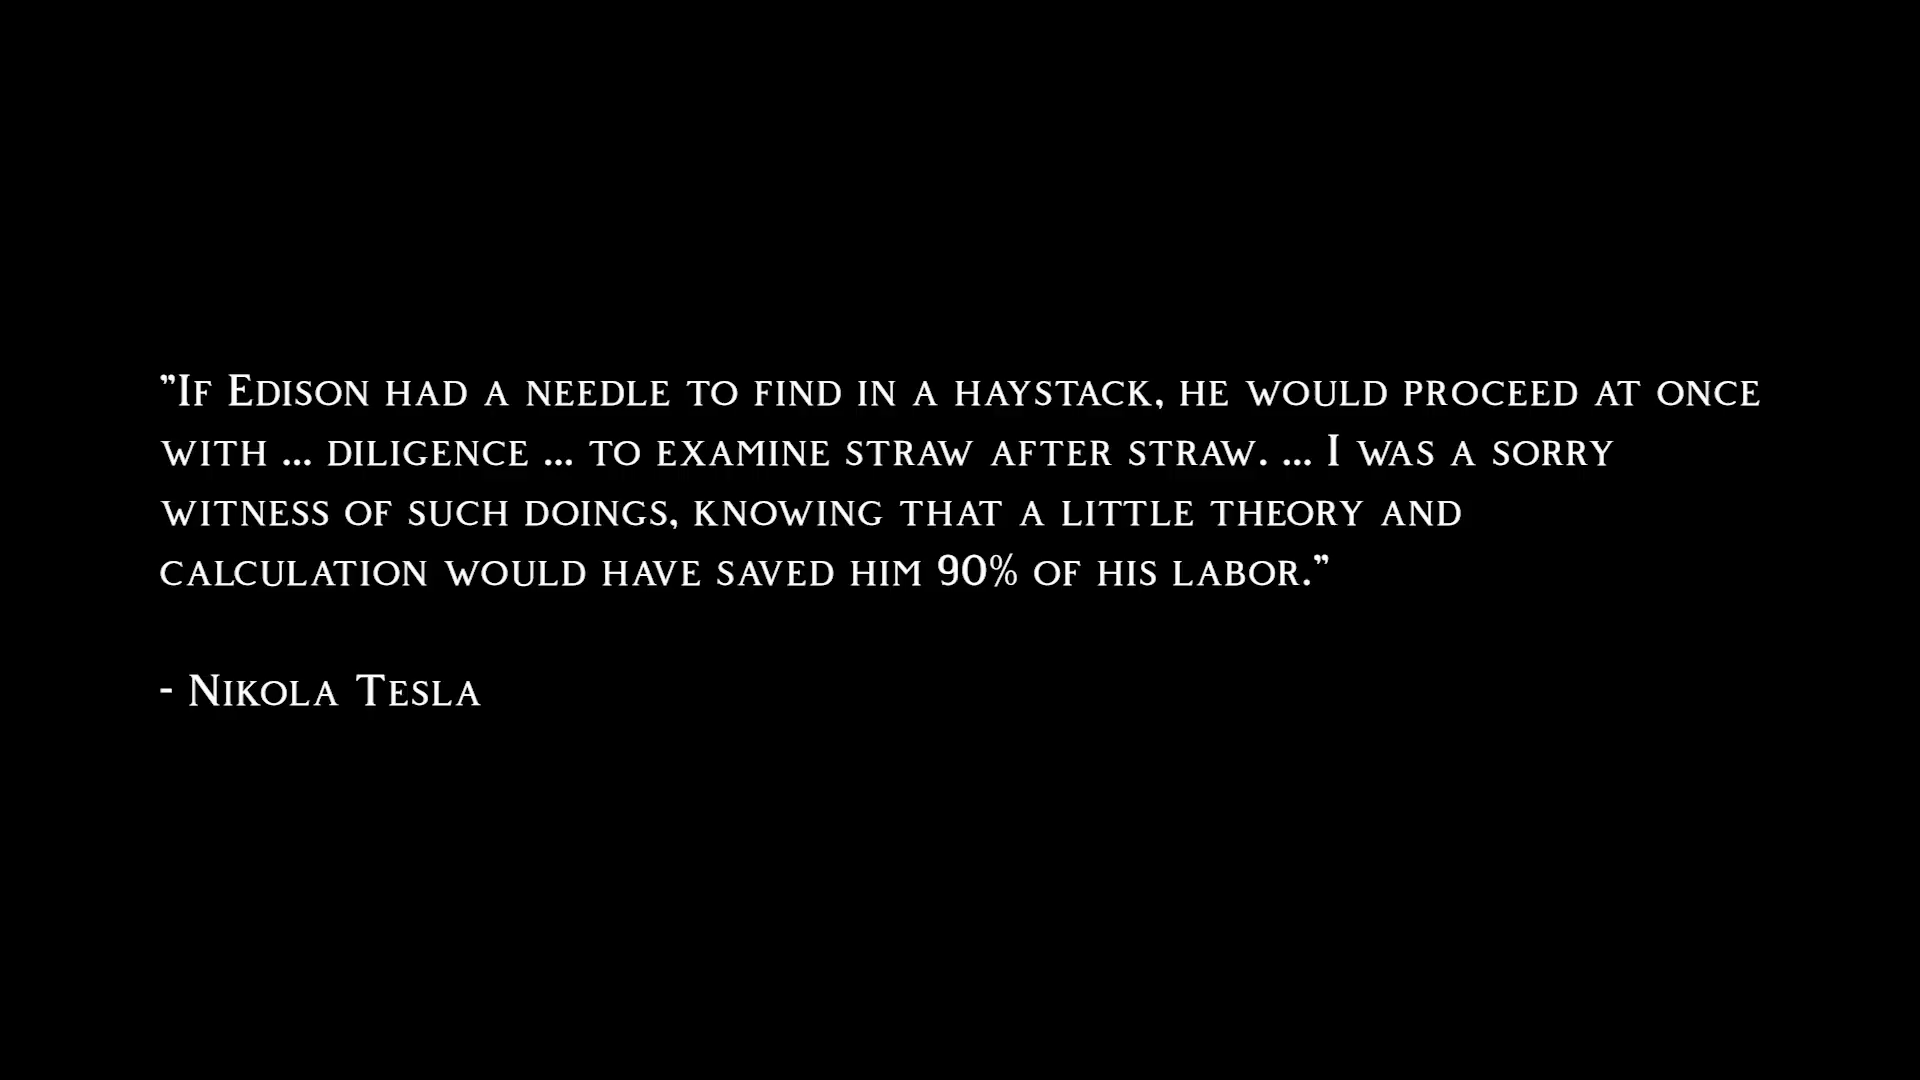 ”If Edison had a needle to find in a haystack, he would proceed at once
with ... diligence ... to examine straw after straw. ... I was a sorry
witness of such doings, knowing that a little theory and
calculation would have saved him 90% of his labor.”
- Nikola Tesla